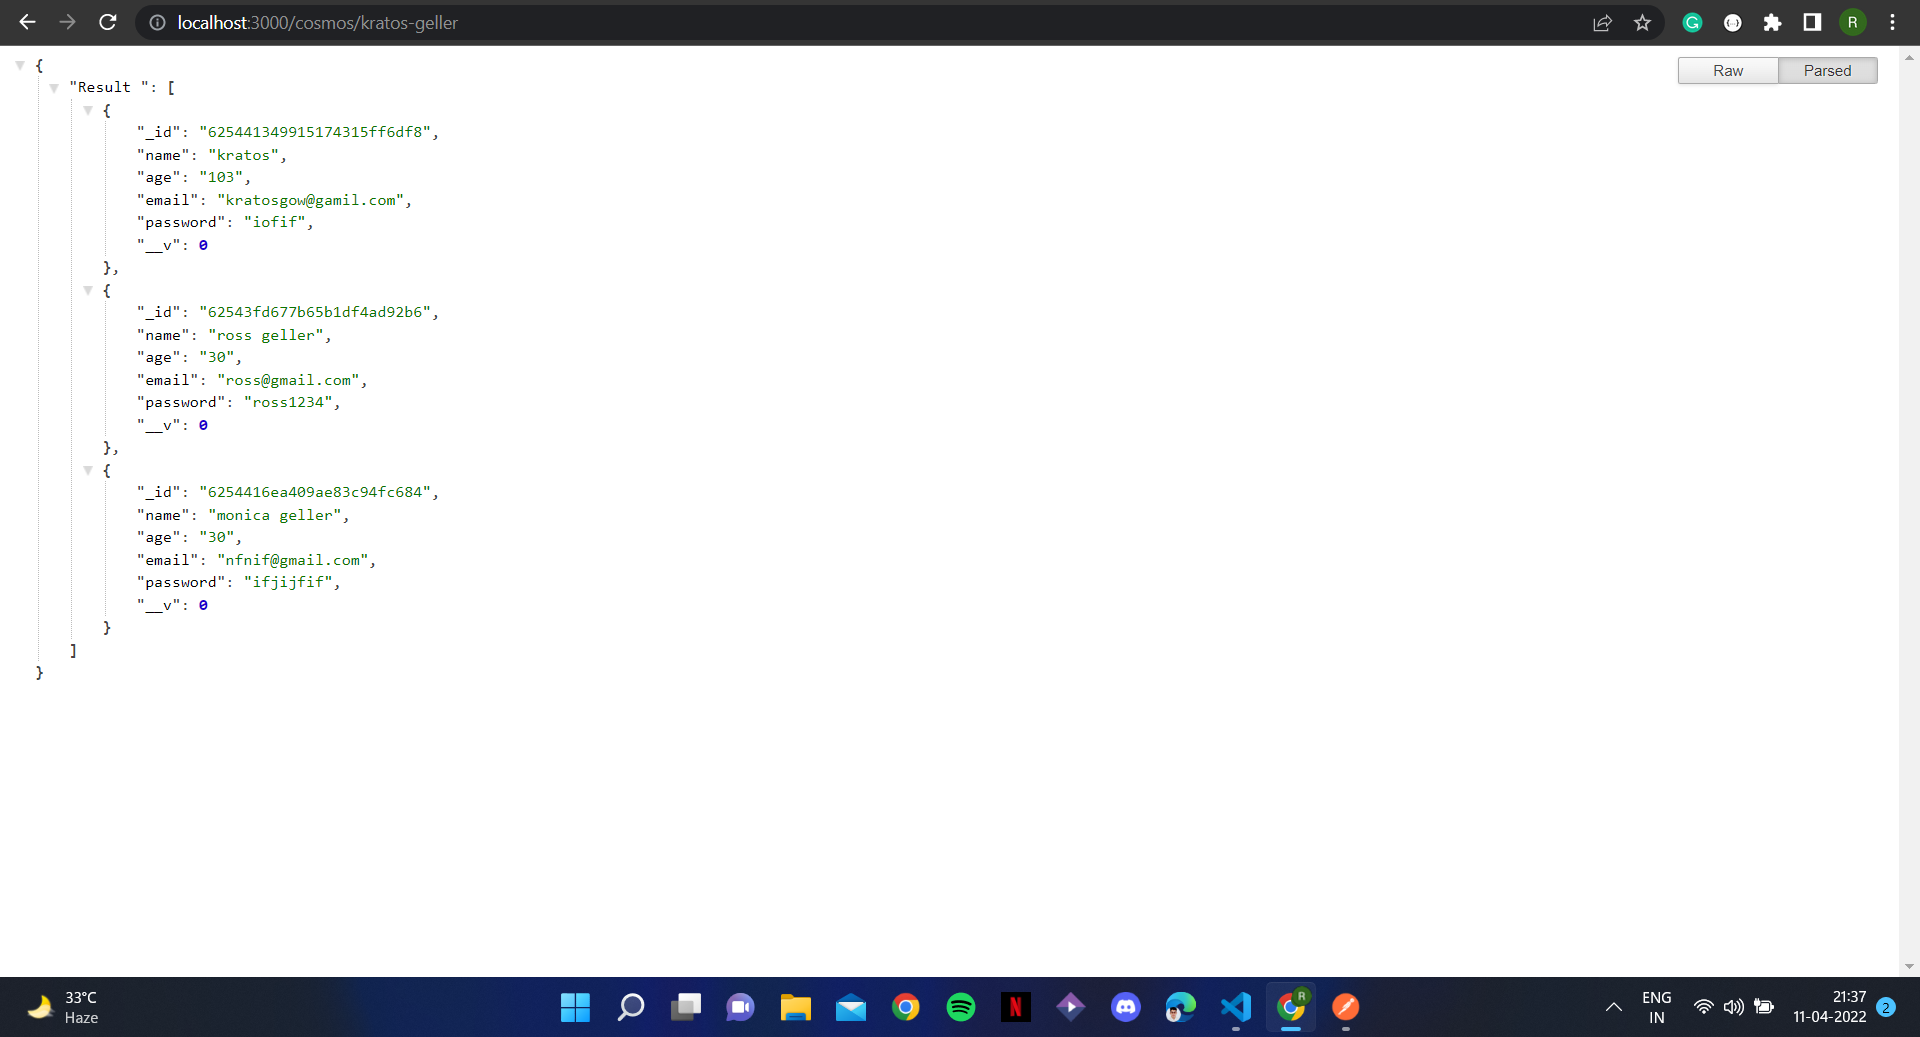 localhost:3000/cosmos/kratos-geller
R
Raw Parsed
{
"Result ": [
{
"_id": "625441349915174315ff6df8",
"name": "kratos",
"age": "103",
"email": "kratosgow@gamil.com",
"password": "iofif",
"__v": 0
},
{
"_id": "62543fd677b65b1df4ad92b6",
"name": "ross geller",
"age": "30",
"email": "ross@gmail.com",
"password": "ross1234",
"__v": 0
},
{
"_id": "6254416ea409ae83c94fc684",
"name": "monica geller",
"age": "30",
"email": "nfnif@gmail.com",
"password": "ifjijfif",
"__v": 0
}
]
}
33°C
Haze
N
R
ENG
IN
21:37
11-04-2022
2